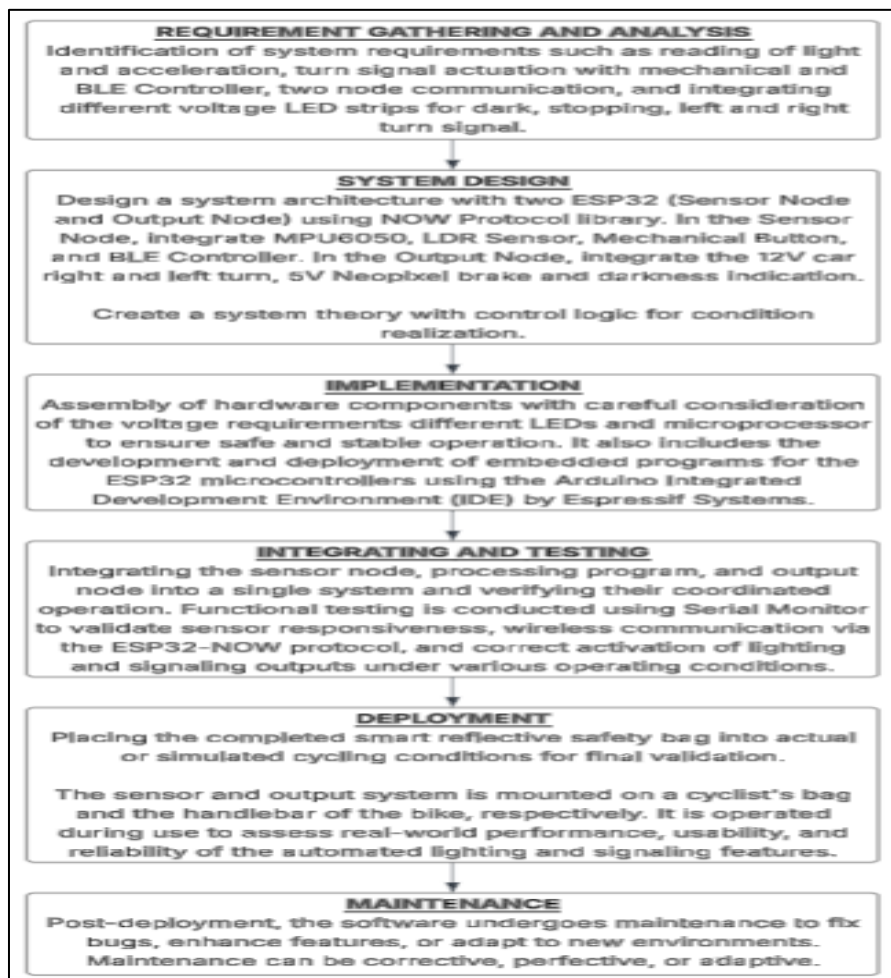 REQUIREMENT GATHERING AND ANALYSIS
Identification of system requirements such as reading of light
and acceleration, turn signal actuation with mechanical and
BLE Controller, two node communication, and integrating
different voltage LED strips for dark, stopping, left and right
turn signal.
SYSTEM DESIGN
Design a system architecture with two ESP32 (Sensor Node
and Output Node) using NOW Protocol library. In the Sensor
Node, integrate MPU6050, LDR Sensor, Mechanical Button,
and BLE Controller. In the Output Node, integrate the 12V car
right and left turn, 5V Neopixel brake and darkness indication.
Create a system theory with control logic for condition
realization.
IMPLEMENTATION
Assembly of hardware components with careful consideration
of the voltage requirements different LEDs and microprocessor
to ensure safe and stable operation. It also includes the
development and deployment of embedded programs for the
ESP32 microcontrollers using the Arduino Integrated
Development Environment (IDE) by Espressif Systems.
INTEGRATING AND TESTING
Integrating the sensor node, processing program, and output
node into a single system and verifying their coordinated
operation. Functional testing is conducted using Serial Monitor
to validate sensor responsiveness, wireless communication via
the ESP32-NOW protocol, and correct activation of lighting
and signaling outputs under various operating conditions.
DEPLOYMENT
Placing the completed smart reflective safety bag into actual
or simulated cycling conditions for final validation.
The sensor and output system is mounted on a cyclist's bag
and the handlebar of the bike, respectively. It is operated
during use to assess real-world performance, usability, and
reliability of the automated lighting and signaling features.
MAINTENANCE
Post-deployment, the software undergoes maintenance to fix
bugs, enhance features, or adapt to new environments.
Maintenance can be corrective, perfective, or adaptive.